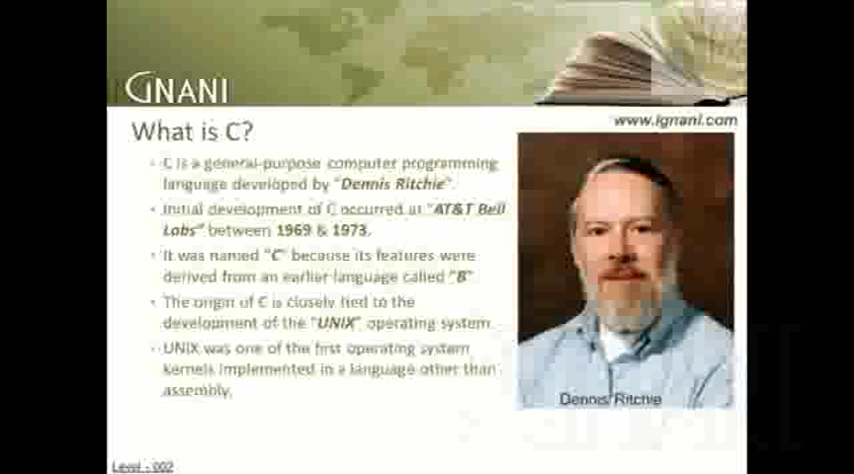 GNANI
www.ignani.com
What is C?
C is a general-purpose computer programming
language developed by "Dennis Ritchie".
Initial development of C occurred at "AT&T Bell
Labs" between 1969 & 1973.
It was named "C" because its features were
derived from an earlier language called "B"
The origin of C is closely tied to the
development of the "UNIX" operating system.
UNIX was one of the first operating system
kernels implemented in a language other than
assembly.
Dennis Ritchie
Level - 002